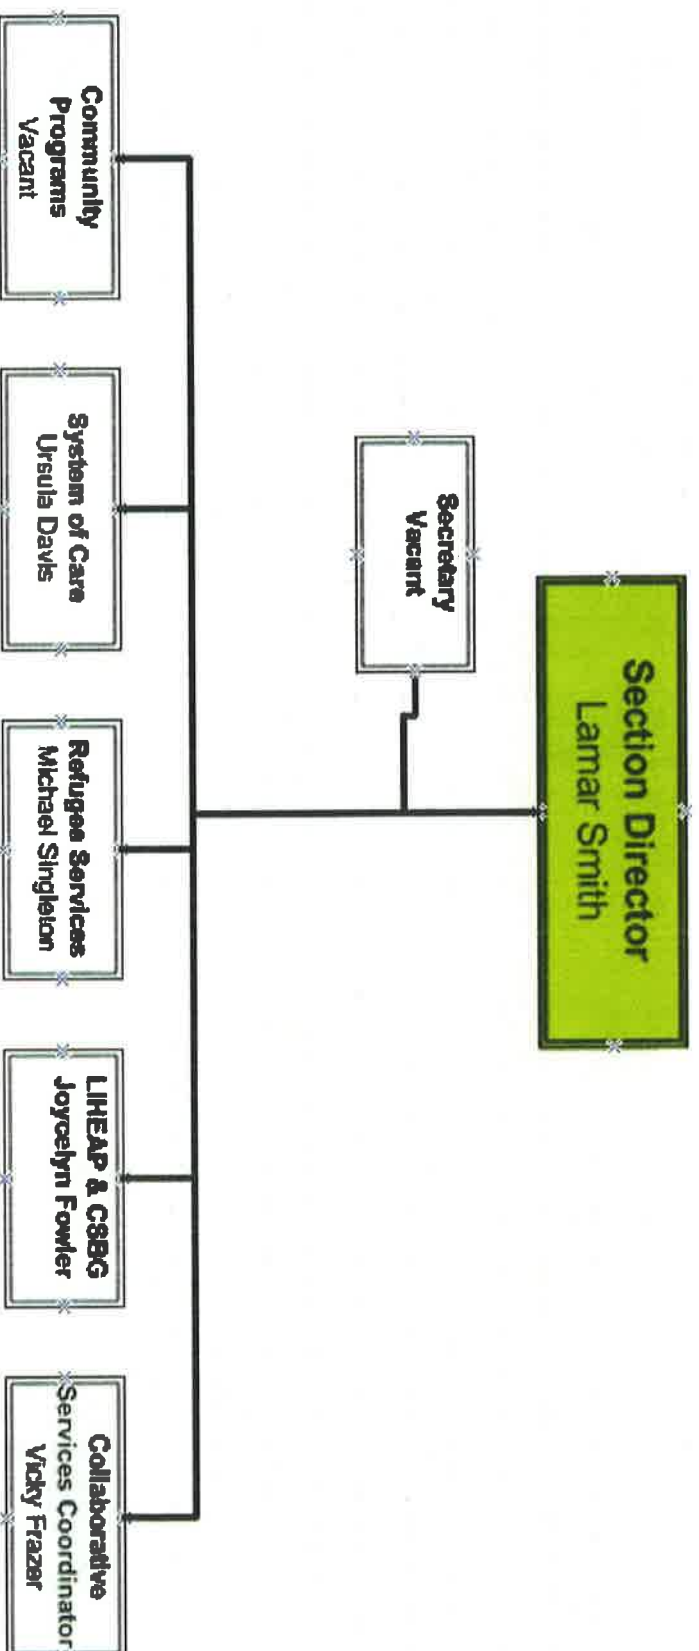 Section Director
Lamar Smith
Secretary
Vacant
Community
Programs
Vacant
System of Care
Ursula Davis
Refugee Services
Michael Singleton
LIHEAP & CSBG
Joycelyn Fowler
Collaborative
Services Coordinator
Vicky Frazer